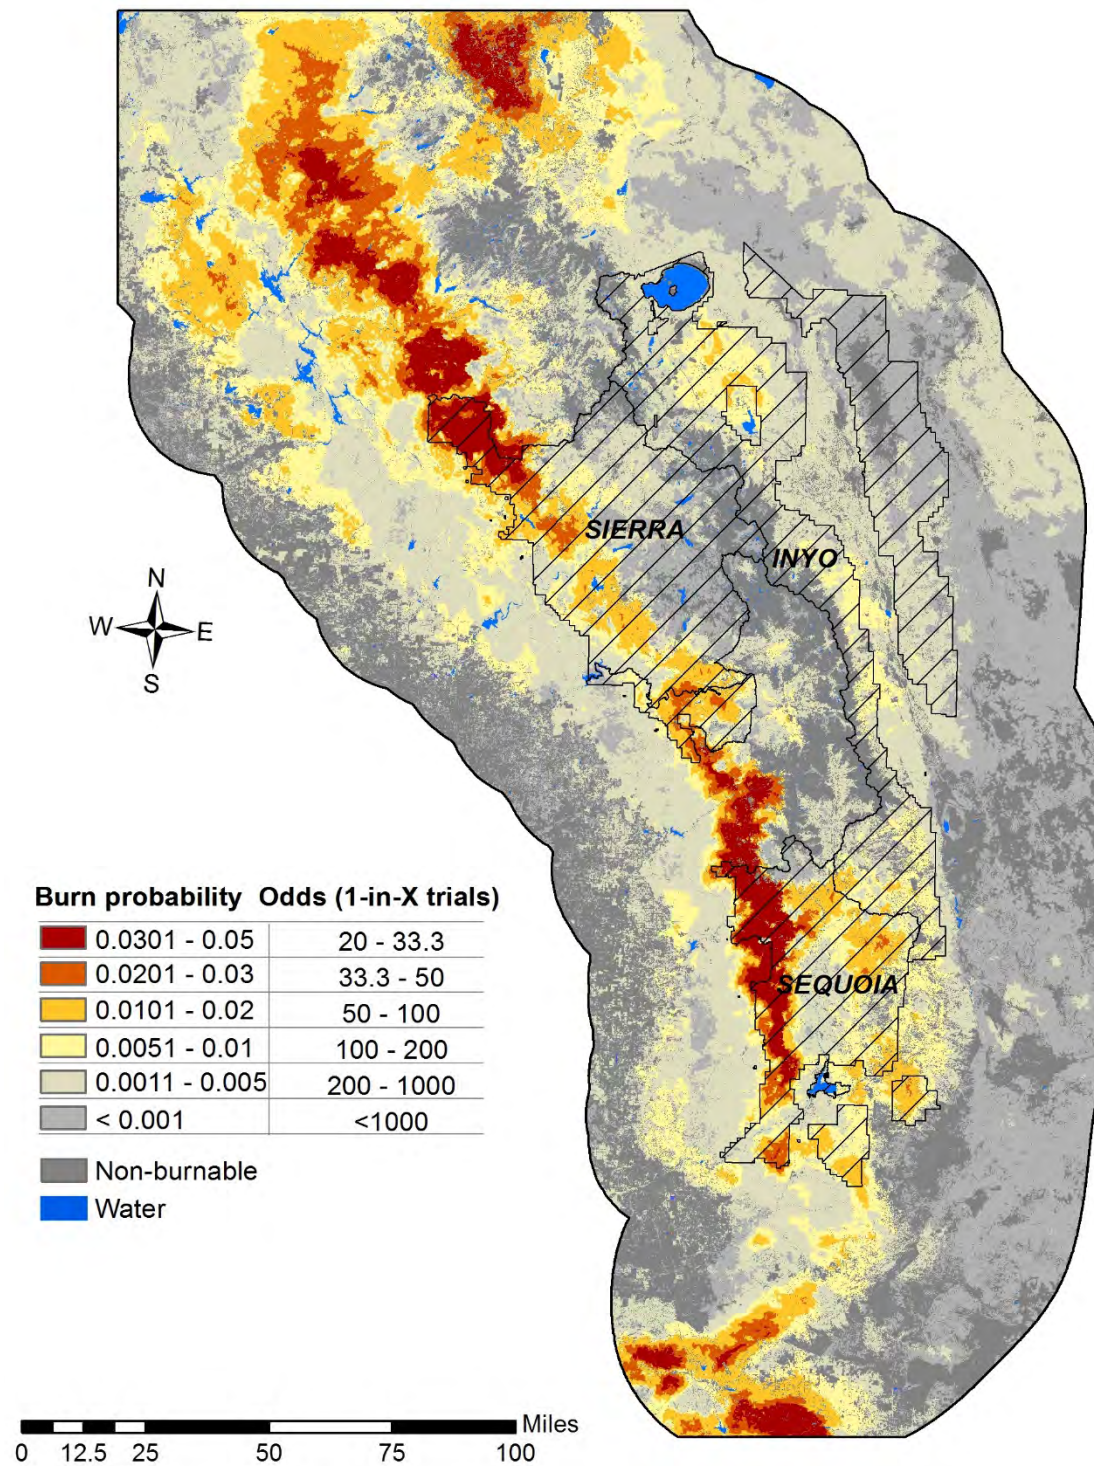 SIERRA
INYO
N
W E
S
Burn probability Odds (1-in-X trials)
0.0301 - 0.05 20 - 33.3
0.0201 - 0.03 33.3 - 50
0.0101 - 0.02 50 - 100
0.0051 - 0.01 100 - 200
0.0011 - 0.005 200 - 1000
< 0.001 <1000
Non-burnable
Water
SEQUOIA
Miles
0 12.5 25 50 75 100